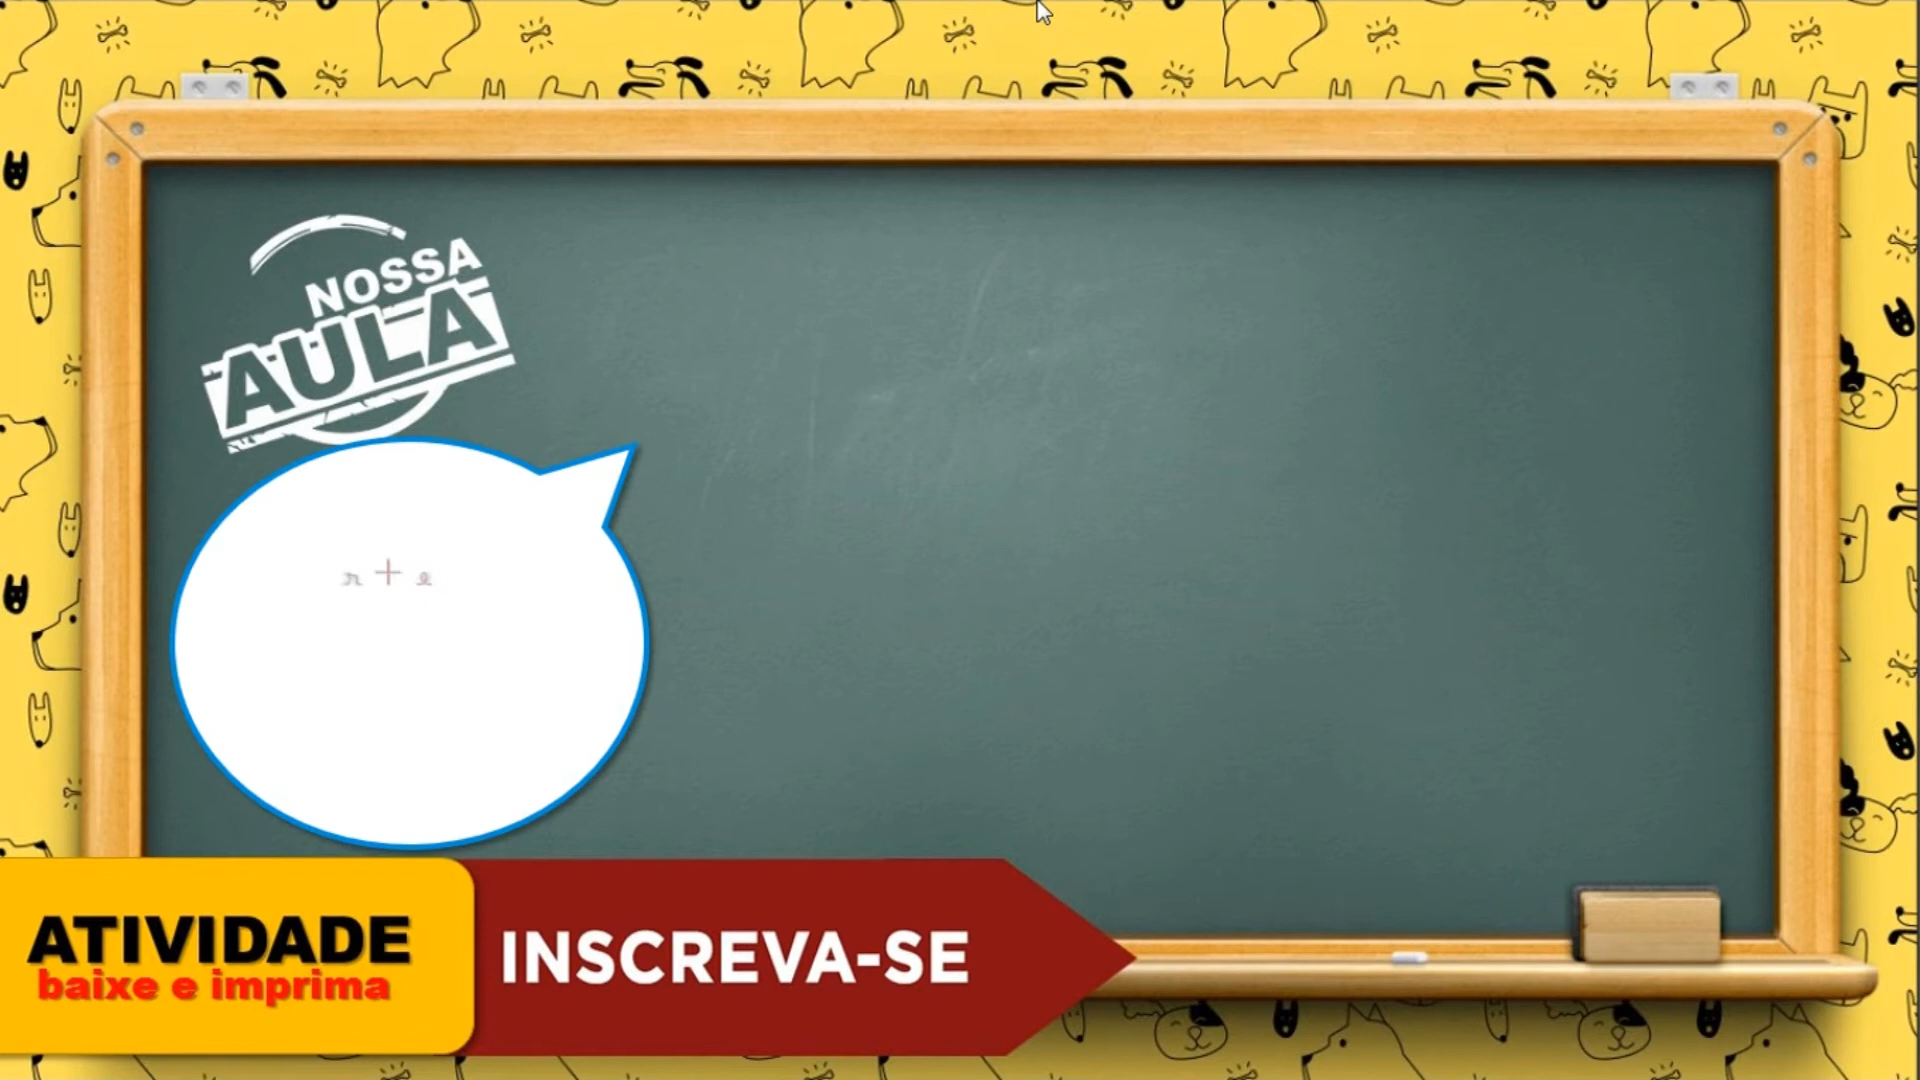 NOSSA
AULA
r + e
ATIVIDADE
baixe e imprima
INSCREVA-SE